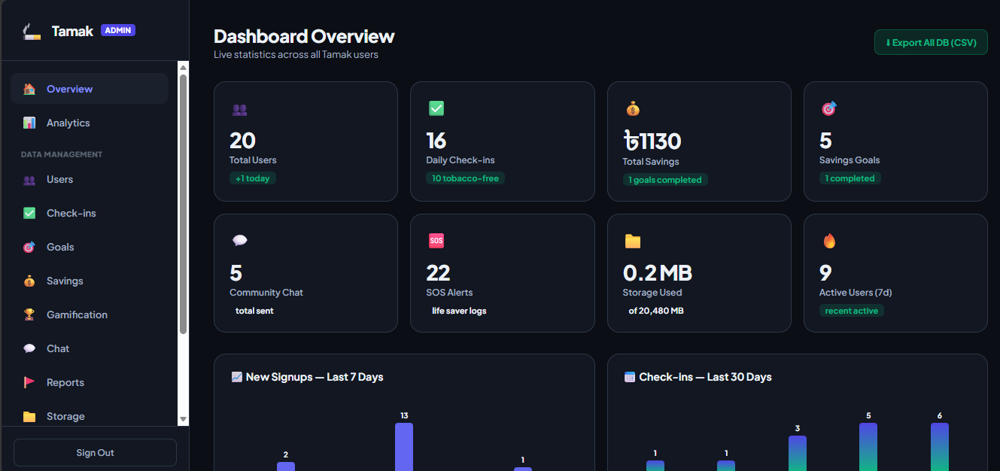 Tamak ADMIN
Overview
Analytics
DATA MANAGEMENT
Users
Check-ins
Goals
Savings
Gamification
Chat
Reports
Storage
Sign Out
Dashboard Overview
Live statistics across all Tamak users
⬇ Export All DB (CSV)
20
Total Users
+1 today
16
Daily Check-ins
10 tobacco-free
৳1130
Total Savings
1 goals completed
5
Savings Goals
1 completed
5
Community Chat
total sent
SOS
22
SOS Alerts
life saver logs
0.2 MB
Storage Used
of 20,480 MB
9
Active Users (7d)
recent active
New Signups — Last 7 Days
2
13
1
Check-ins — Last 30 Days
1
1
3
5
6